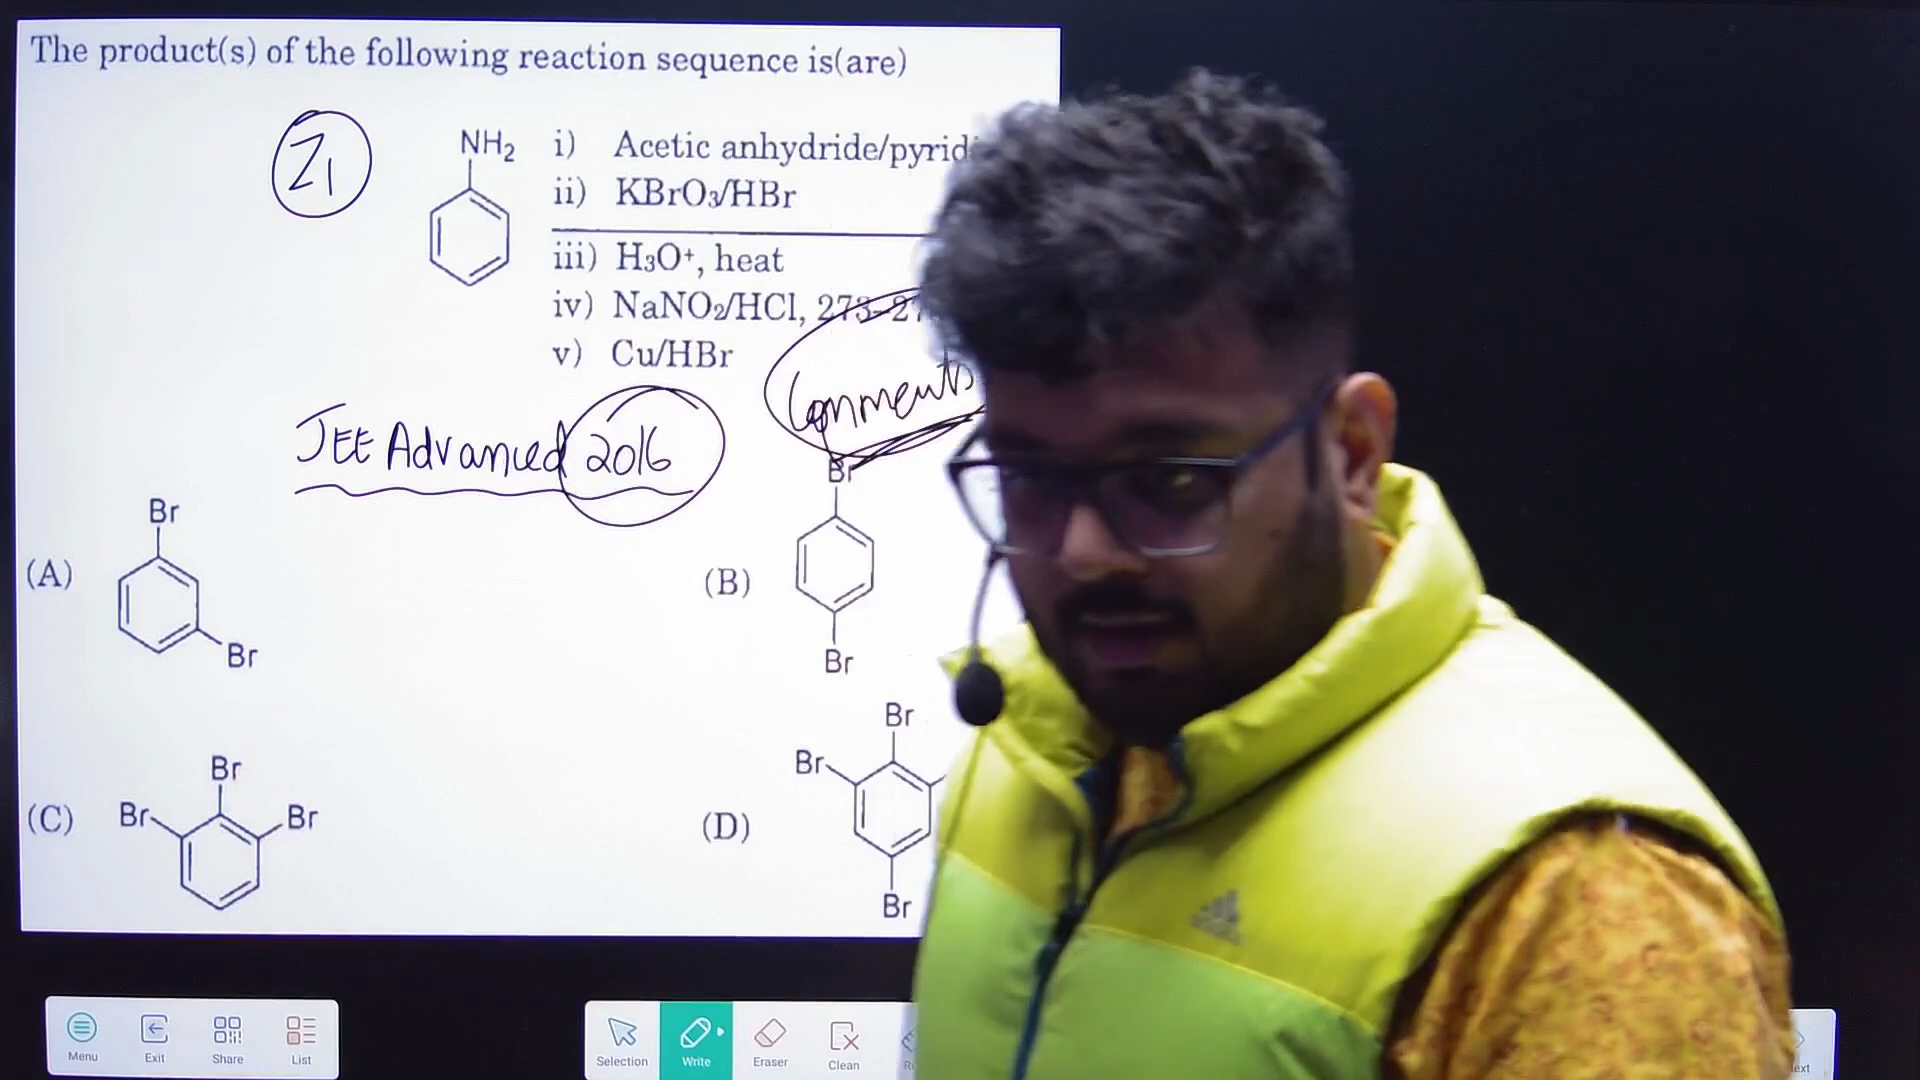 The product(s) of the following reaction sequence is(are)
Z1
NH2
i) Acetic anhydride/pyridi
ii) KBrO3/HBr
iii) H3O+, heat
iv) NaNO2/HCl, 273–27
v) Cu/HBr
Comments
JEE Advanced 2016
(A)
Br
Br
(B)
Br
Br
(C)
Br
Br
Br
(D)
Br
Br
Br
Menu
Exit
Share
List
Selection
Write
Eraser
Clean